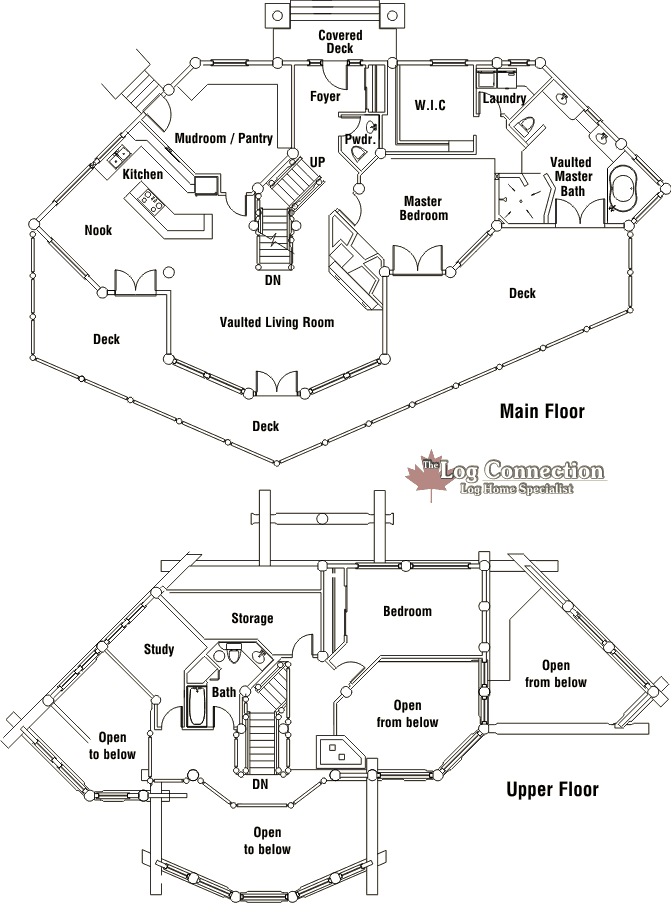 Covered
Deck
Foyer
W.I.C
Laundry
Mudroom / Pantry
Pwdr.
UP
Kitchen
Vaulted
Master
Bath
Master
Bedroom
Nook
DN
Deck
Vaulted Living Room
Deck
Deck
Main Floor
The Log Connection
Log Home Specialist
Bedroom
Storage
Study
Open
from below
Bath
Open
from below
Open
to below
DN
Upper Floor
Open
to below